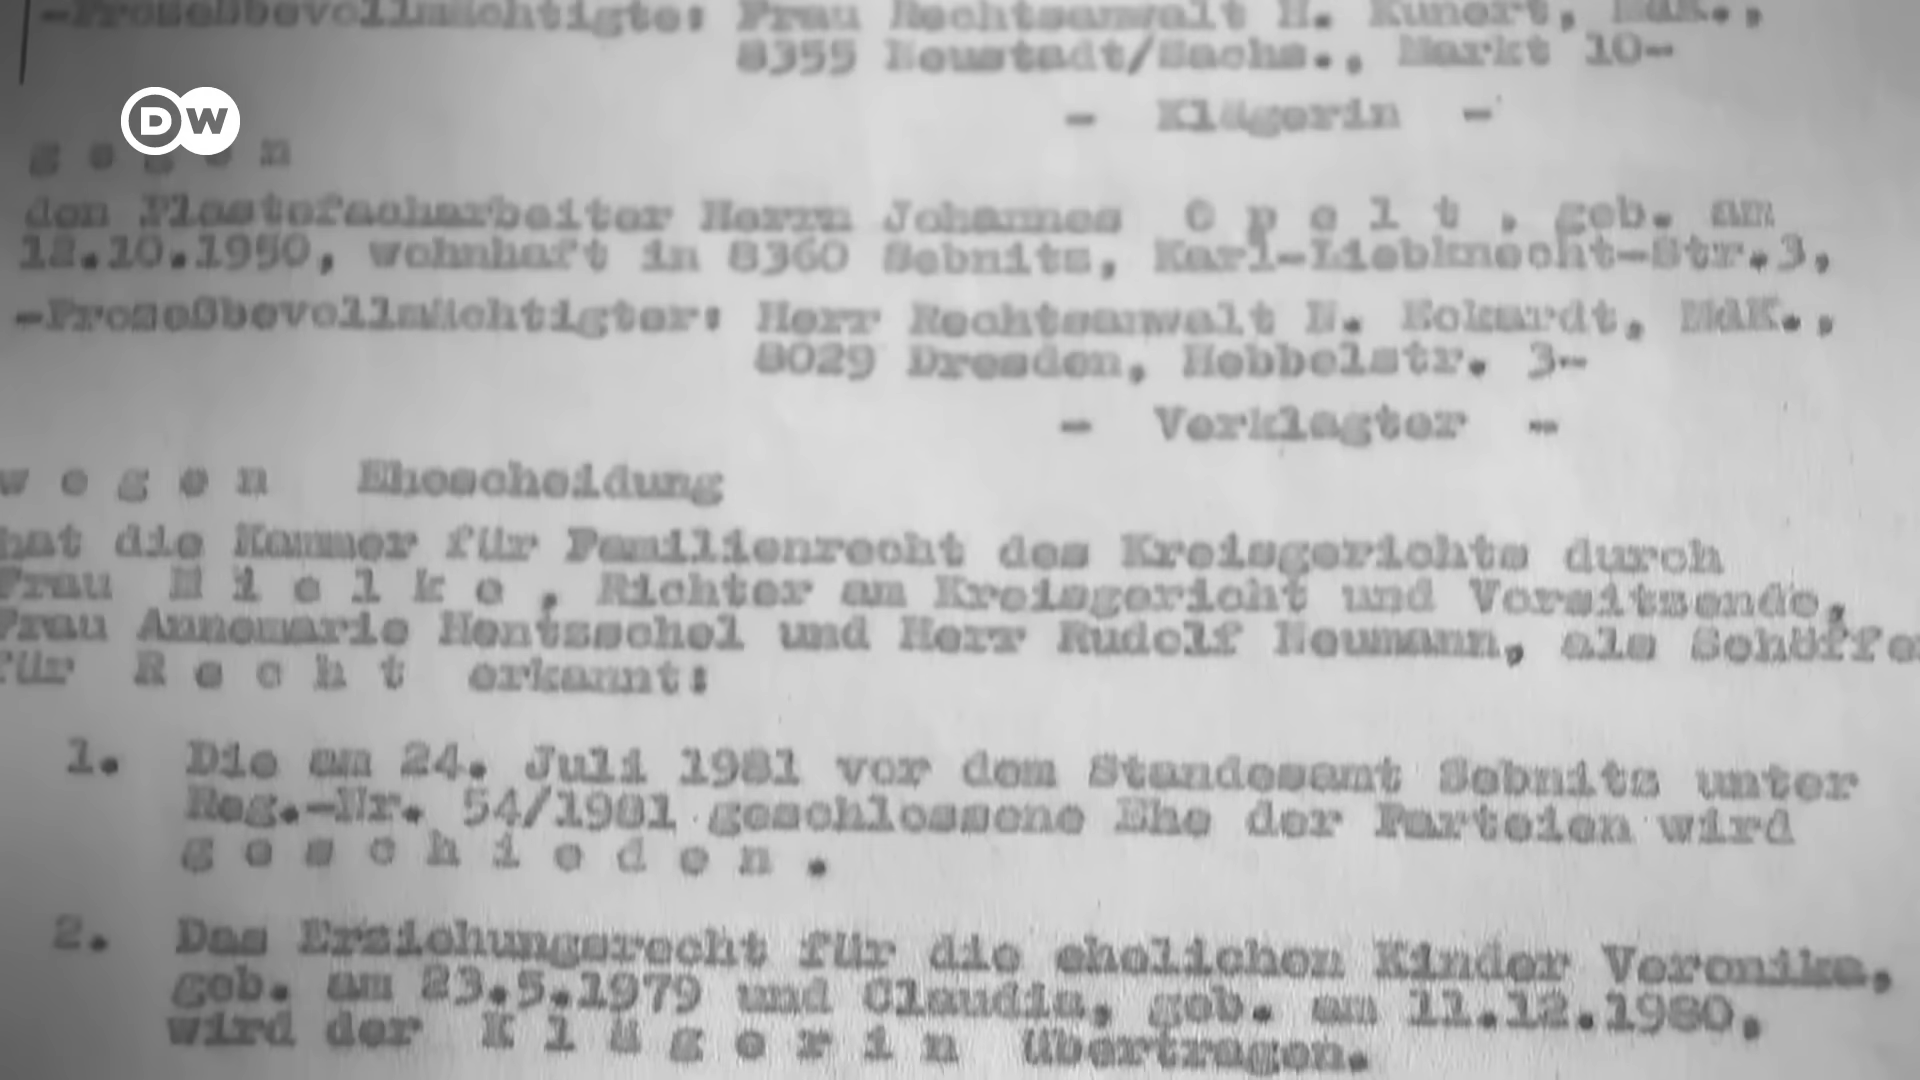 -Prozeßbevollmächtigte: Frau Rechtsanwalt H. Kunert, MdK.,
8355 Neustadt/Sachs., Markt 10-
DW
- Klägerin -
g e g e n
den Plastefacharbeiter Herrn Johannes O p e l t , geb. am
12.10.1950, wohnhaft in 8360 Sebnitz, Karl-Liebknecht-Str.3,
-Prozeßbevollmächtigter: Herr Rechtsanwalt N. Eckardt, MdK.,
8029 Dresden, Hebbelstr. 3-
- Verklagter -
w e g e n Ehescheidung
hat die Kammer für Familienrecht des Kreisgerichts durch
Frau M i e l k e , Richter am Kreisgericht und Vorsitzende,
Frau Annemarie Hentzschel und Herr Rudolf Neumann, als Schöffen
für R e c h t erkannt:
1. Die am 24. Juli 1981 vor dem Standesamt Sebnitz unter
Reg.-Nr. 54/1981 geschlossene Ehe der Parteien wird
g e s c h i e d e n .
2. Das Erziehungsrecht für die ehelichen Kinder Veronika,
geb. am 23.5.1979 und Claudia, geb. am 11.12.1980,
wird der K l ä g e r i n übertragen.